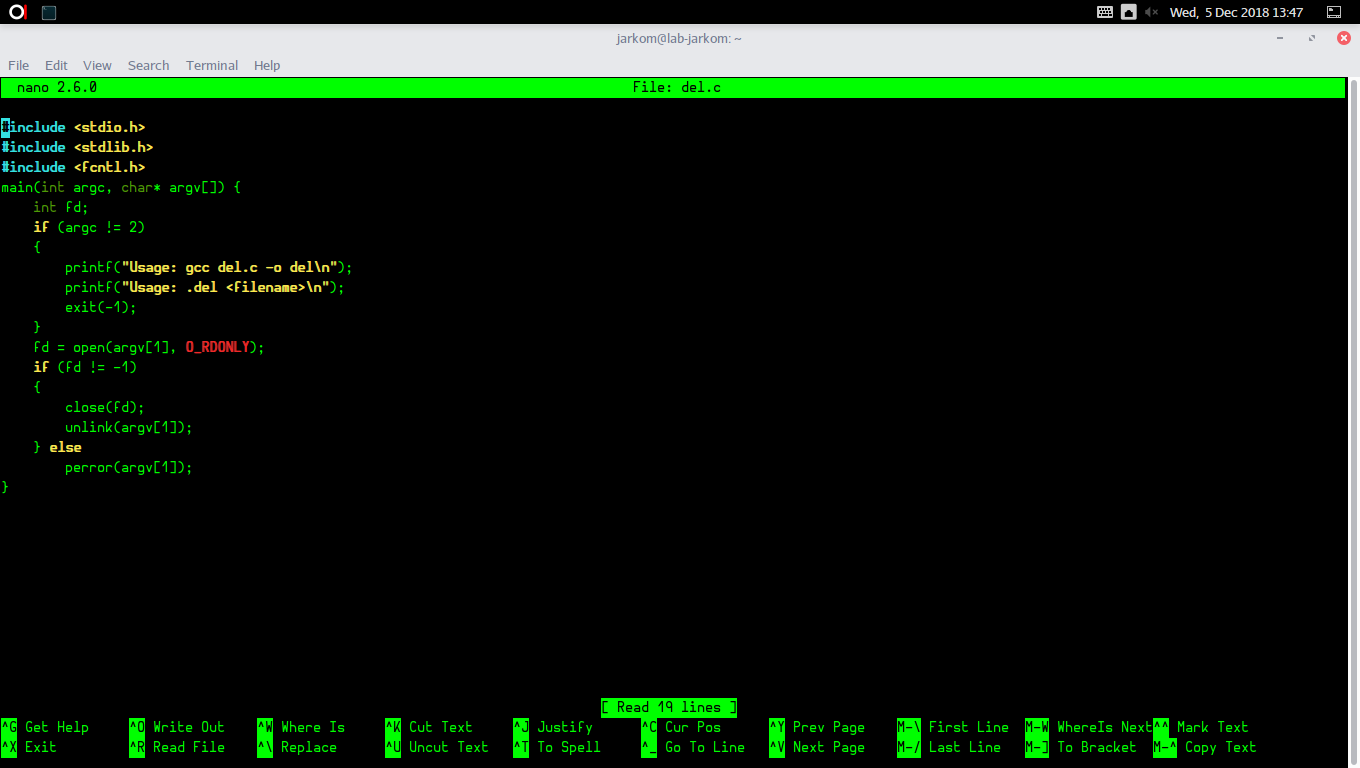 Wed, 5 Dec 2018 13:47
jarkom@lab-jarkom: ~
File Edit View Search Terminal Help
nano 2.6.0 File: del.c
#include <stdio.h>
#include <stdlib.h>
#include <fcntl.h>
main(int argc, char* argv[]) {
    int fd;
    if (argc != 2)
    {
        printf("Usage: gcc del.c -o del\n");
        printf("Usage: .del <filename>\n");
        exit(-1);
    }
    fd = open(argv[1], O_RDONLY);
    if (fd != -1)
    {
        close(fd);
        unlink(argv[1]);
    } else
        perror(argv[1]);
}
[ Read 19 lines ]
^G Get Help ^O Write Out ^W Where Is ^K Cut Text ^J Justify ^C Cur Pos ^Y Prev Page M-\ First Line M-W WhereIs Next ^^ Mark Text
^X Exit ^R Read File ^\ Replace ^U Uncut Text ^T To Spell ^_ Go To Line ^V Next Page M-/ Last Line M-] To Bracket M-^ Copy Text